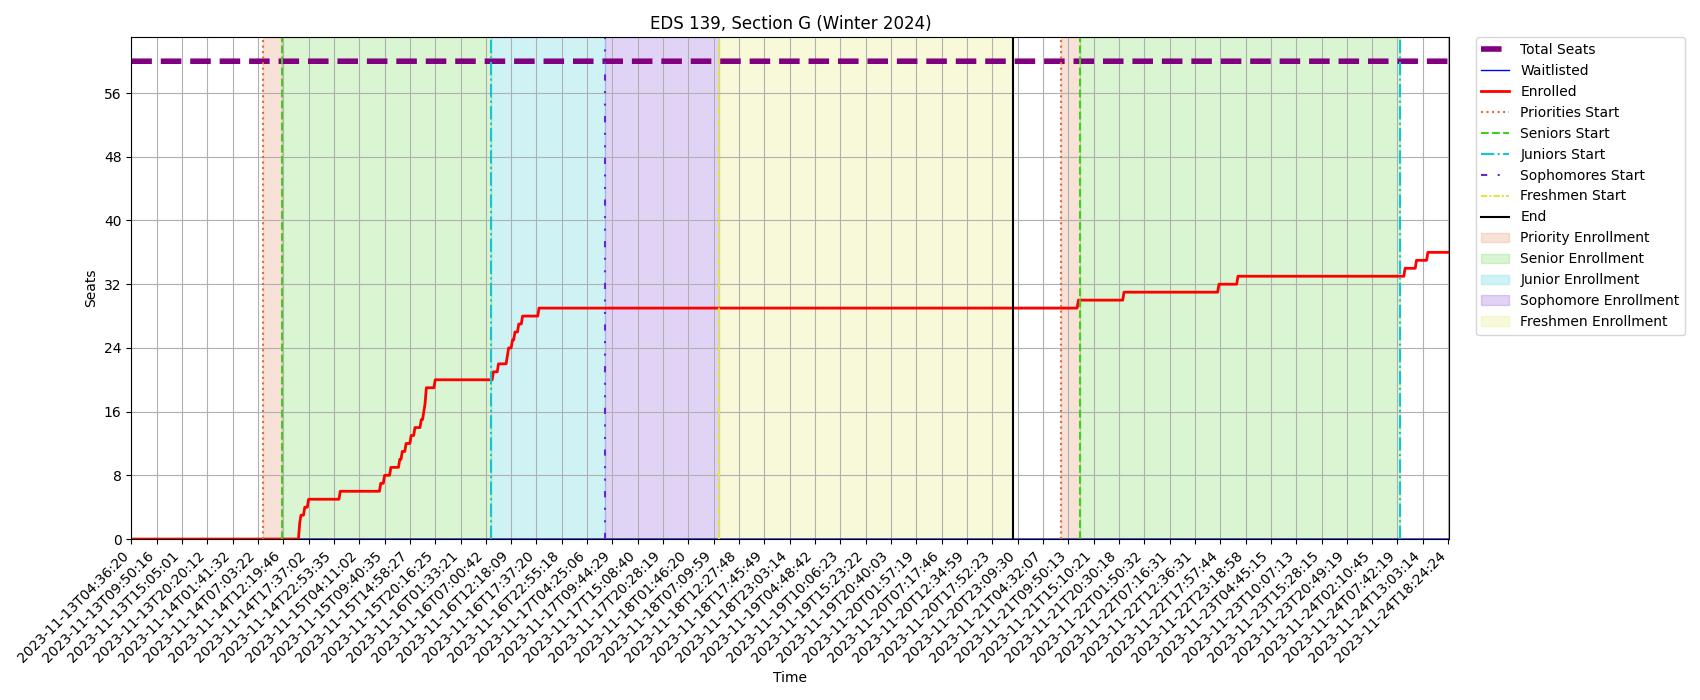 EDS 139, Section G (Winter 2024)
Total Seats
Waitlisted
Enrolled
Priorities Start
Seniors Start
Juniors Start
Sophomores Start
Freshmen Start
End
Priority Enrollment
Senior Enrollment
Junior Enrollment
Sophomore Enrollment
Freshmen Enrollment
Seats
56
48
40
32
24
16
8
0
2023-11-13T04:36:20
2023-11-13T09:50:16
2023-11-13T15:05:01
2023-11-13T20:20:12
2023-11-14T01:41:32
2023-11-14T07:03:22
2023-11-14T12:19:46
2023-11-14T17:37:02
2023-11-14T22:53:35
2023-11-15T04:11:02
2023-11-15T09:40:35
2023-11-15T14:58:27
2023-11-15T20:16:25
2023-11-16T01:33:21
2023-11-16T07:00:42
2023-11-16T12:18:09
2023-11-16T17:37:20
2023-11-16T22:55:18
2023-11-17T04:25:06
2023-11-17T09:44:29
2023-11-17T15:08:40
2023-11-17T20:28:19
2023-11-18T01:46:20
2023-11-18T07:09:59
2023-11-18T12:27:48
2023-11-18T17:45:49
2023-11-18T23:03:14
2023-11-19T04:48:42
2023-11-19T10:06:23
2023-11-19T15:23:22
2023-11-19T20:40:03
2023-11-20T01:57:19
2023-11-20T07:17:46
2023-11-20T12:34:59
2023-11-20T17:52:23
2023-11-20T23:09:30
2023-11-21T04:32:07
2023-11-21T09:50:13
2023-11-21T15:10:21
2023-11-21T20:30:18
2023-11-22T01:50:32
2023-11-22T07:16:31
2023-11-22T12:36:31
2023-11-22T17:57:44
2023-11-22T23:18:58
2023-11-23T04:45:15
2023-11-23T10:07:13
2023-11-23T15:28:15
2023-11-23T20:49:19
2023-11-24T02:10:45
2023-11-24T07:42:19
2023-11-24T13:03:14
2023-11-24T18:24:24
Time